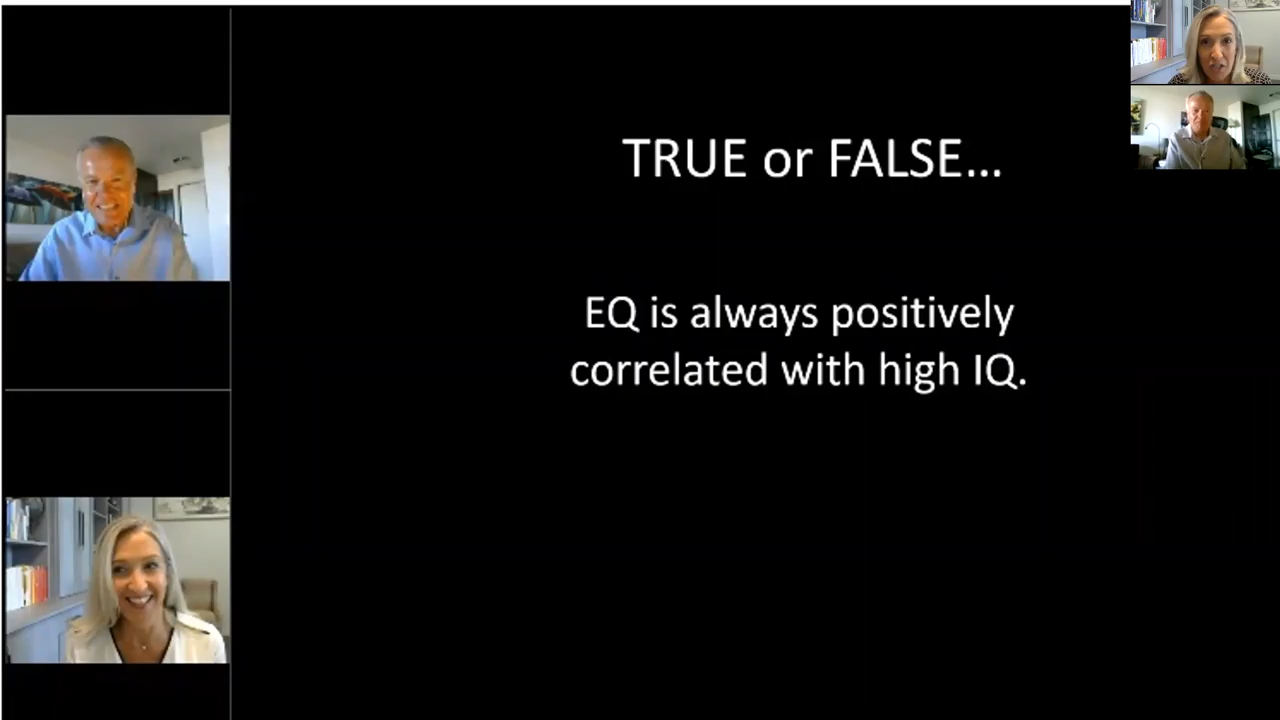 TRUE or FALSE...
EQ is always positively
correlated with high IQ.